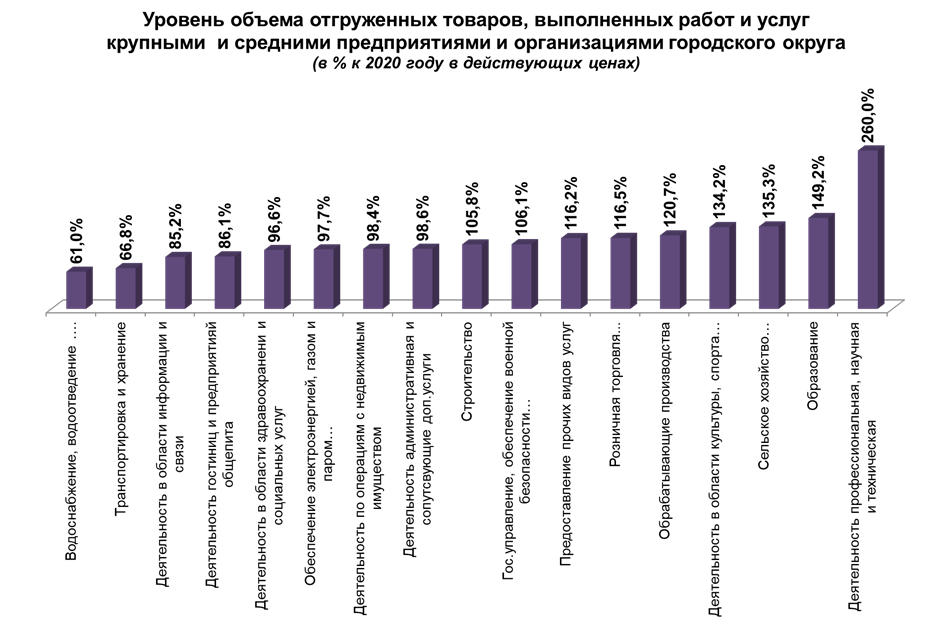 Уровень объема отгруженных товаров, выполненных работ и услуг
крупными и средними предприятиями и организациями городского округа
(в % к 2020 году в действующих ценах)
61,0%
66,8%
85,2%
86,1%
96,6%
97,7%
98,4%
98,6%
105,8%
106,1%
116,2%
116,5%
120,7%
134,2%
135,3%
149,2%
260,0%
Водоснабжение, водоотведение ….
Транспортировка и хранение
Деятельность в области информации и
связи
Деятельность гостиниц и предприятияй
общепита
Деятельность в области здравоохранени и
социальных услуг
Обеспечение электроэнергией, газом и
паром…
Деятельность по операциям с недвижимым
имуществом
Деятельность административная и
сопутсвующие доп.услуги
Строительство
Гос.управление, обеспечение военной
безопасности…
Предоставление прочих видов услуг
Розничная торговля...
Обрабатывающие производства
Деятельность в области культуры, спорта…
Сельское хозяйство…
Образование
Деятельность профессиональная, научная
и техническая